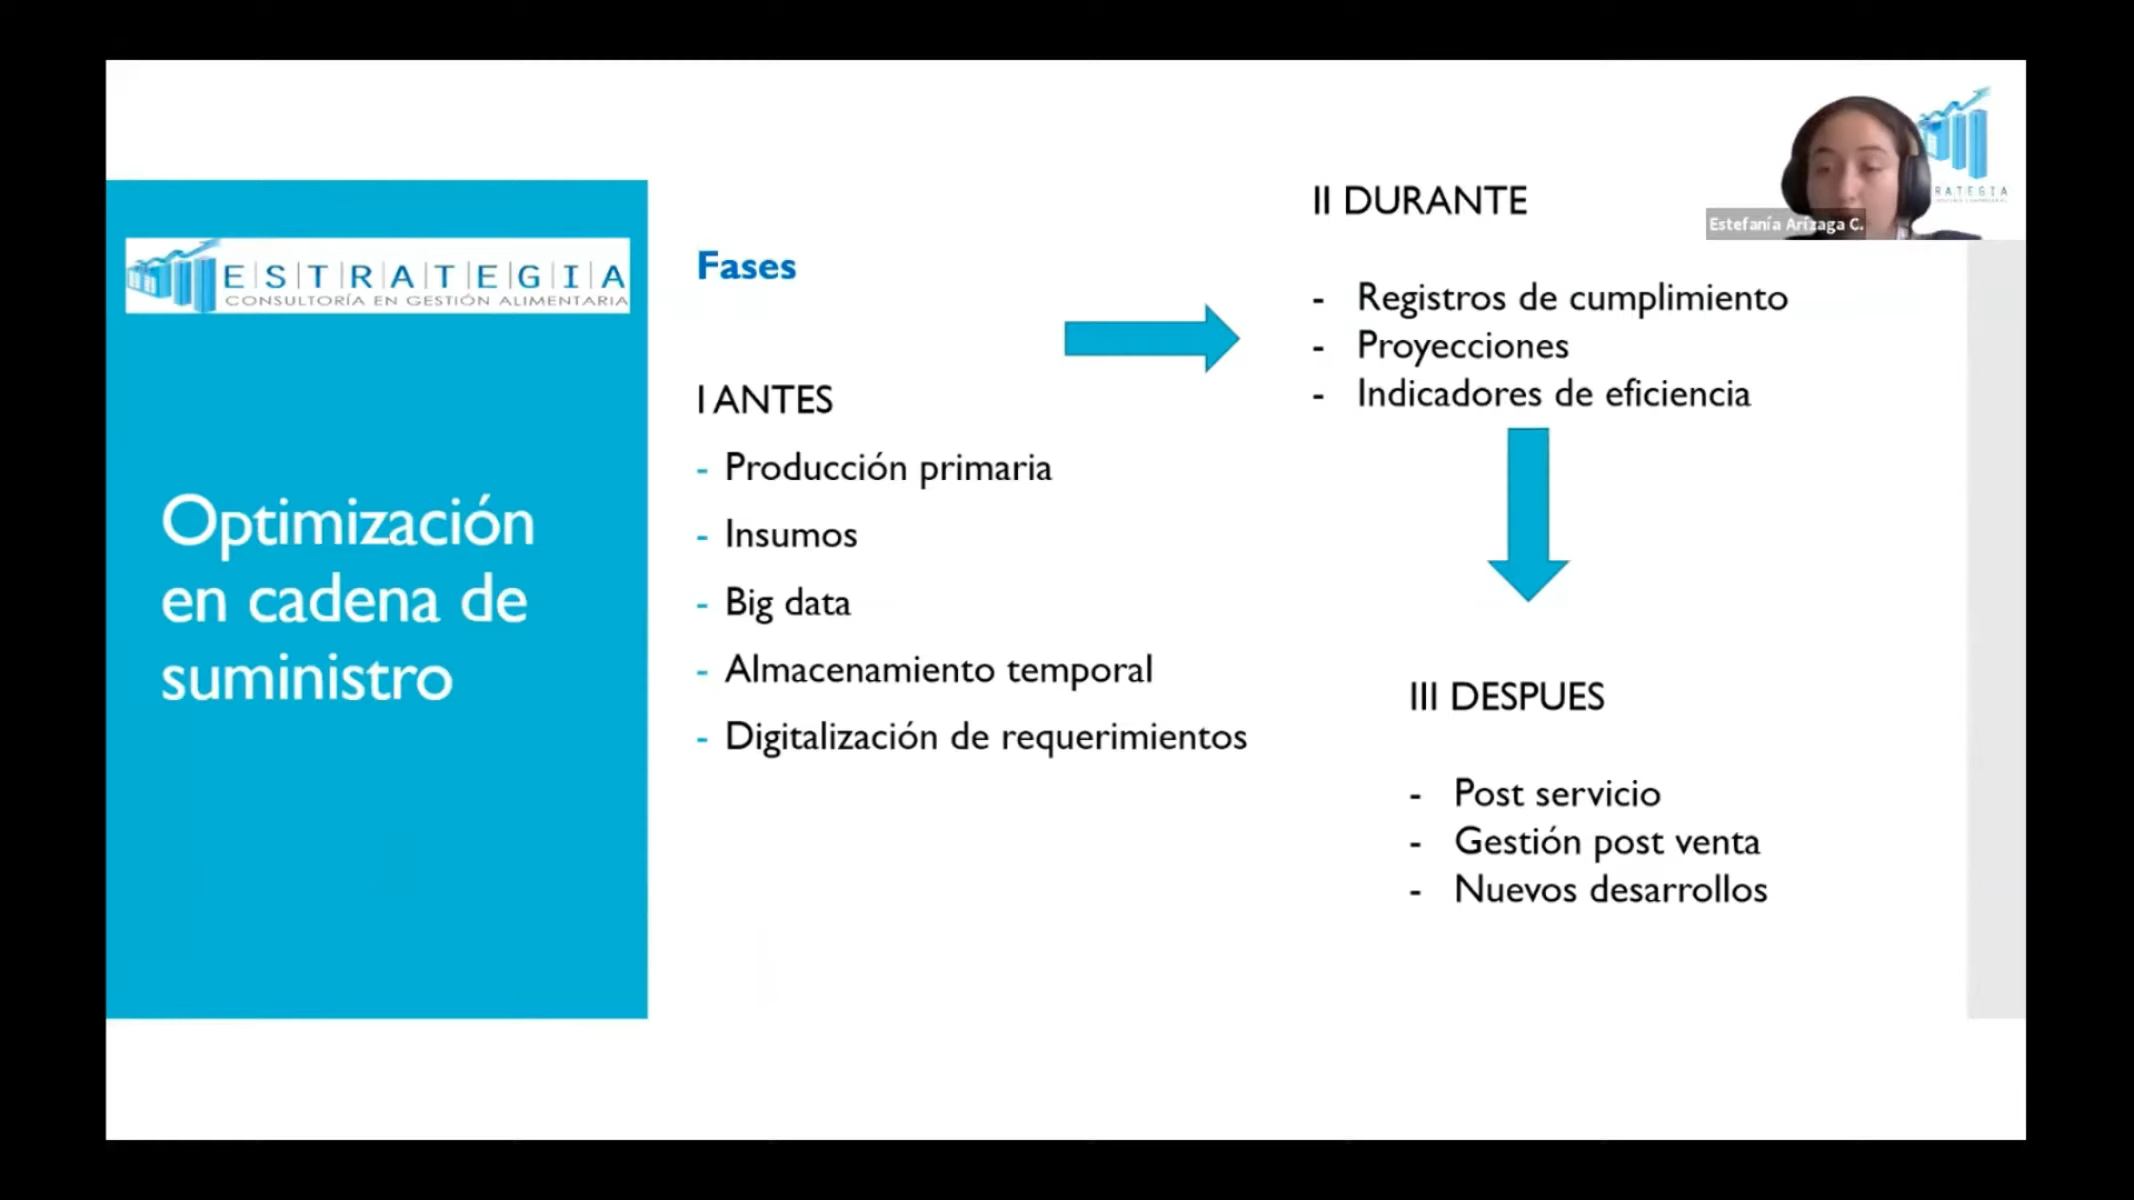 E|S|T|R|A|T|E|G|I|A
CONSULTORÍA EN GESTIÓN ALIMENTARIA
Optimización
en cadena de
suministro
Fases
I ANTES
- Producción primaria
- Insumos
- Big data
- Almacenamiento temporal
- Digitalización de requerimientos
II DURANTE
- Registros de cumplimiento
- Proyecciones
- Indicadores de eficiencia
III DESPUES
- Post servicio
- Gestión post venta
- Nuevos desarrollos
Estefanía Arízaga C.
RATEGIA